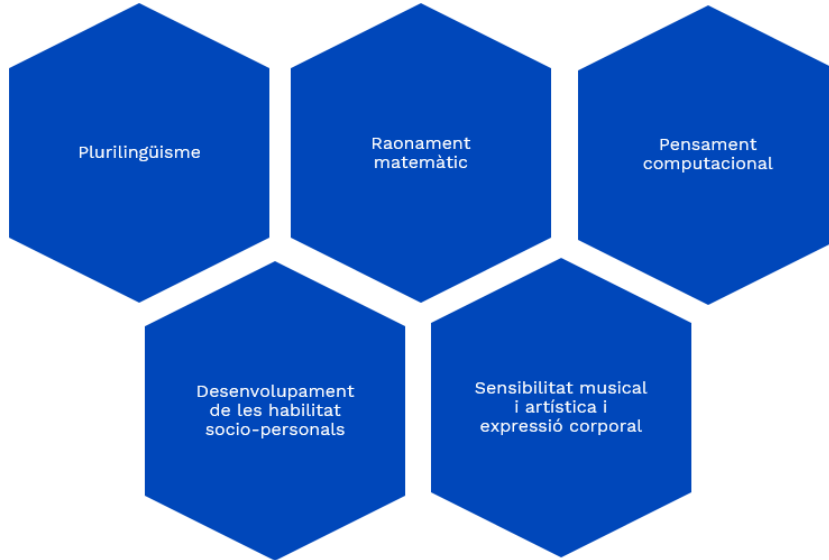 Plurilingüisme
Raonament
matemàtic
Pensament
computacional
Desenvolupament
de les habilitat
socio-personals
Sensibilitat musical
i artística i
expressió corporal